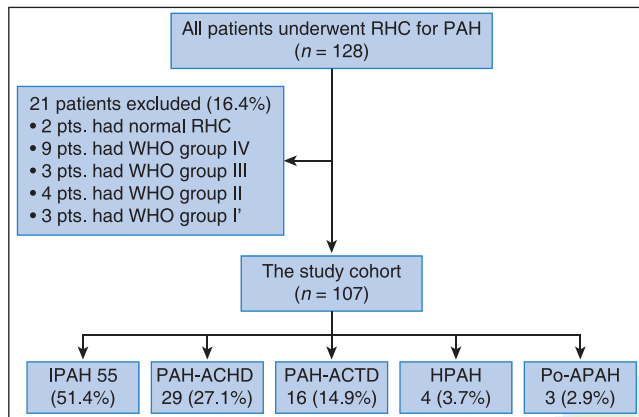 All patients underwent RHC for PAH
(n = 128)
21 patients excluded (16.4%)
• 2 pts. had normal RHC
• 9 pts. had WHO group IV
• 3 pts. had WHO group III
• 4 pts. had WHO group II
• 3 pts. had WHO group I'
The study cohort
(n = 107)
IPAH 55
(51.4%)
PAH-ACHD
29 (27.1%)
PAH-ACTD
16 (14.9%)
HPAH
4 (3.7%)
Po-APAH
3 (2.9%)